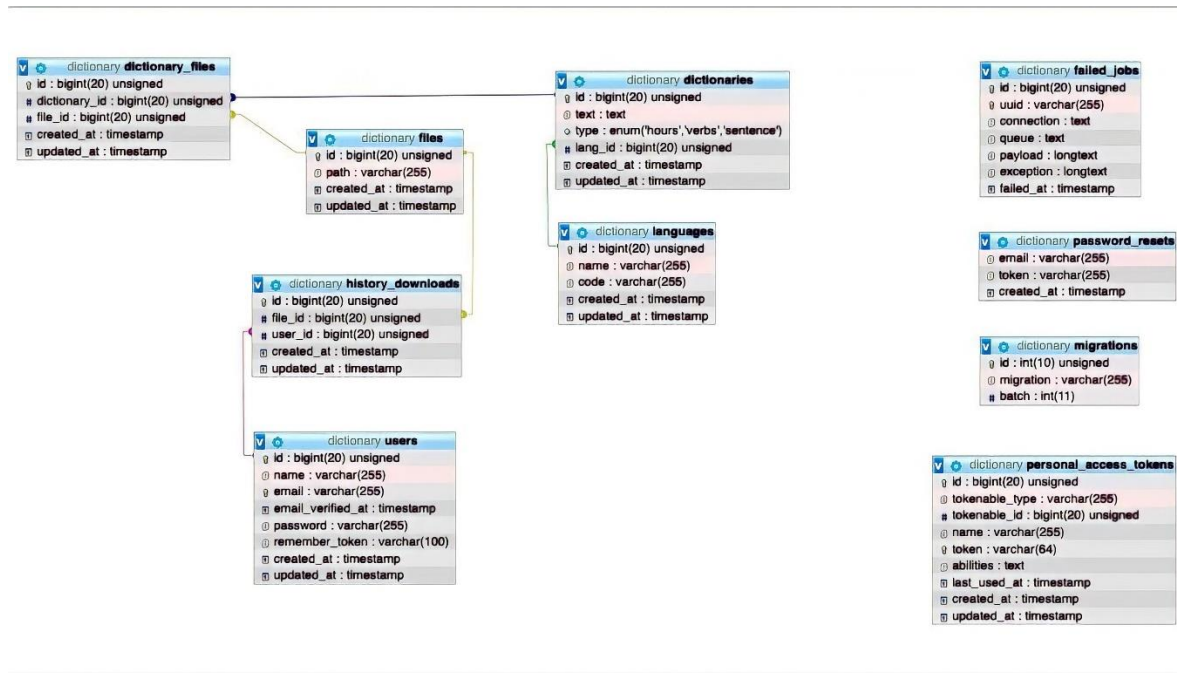 dictionary dictionary_files
id : bigint(20) unsigned
dictionary_id : bigint(20) unsigned
file_id : bigint(20) unsigned
created_at : timestamp
updated_at : timestamp
dictionary files
id : bigint(20) unsigned
path : varchar(255)
created_at : timestamp
updated_at : timestamp
dictionary history_downloads
id : bigint(20) unsigned
file_id : bigint(20) unsigned
user_id : bigint(20) unsigned
created_at : timestamp
updated_at : timestamp
dictionary users
id : bigint(20) unsigned
name : varchar(255)
email : varchar(255)
email_verified_at : timestamp
password : varchar(255)
remember_token : varchar(100)
created_at : timestamp
updated_at : timestamp
dictionary dictionaries
id : bigint(20) unsigned
text : text
type : enum('hours','verbs','sentence')
lang_id : bigint(20) unsigned
created_at : timestamp
updated_at : timestamp
dictionary languages
id : bigint(20) unsigned
name : varchar(255)
code : varchar(255)
created_at : timestamp
updated_at : timestamp
dictionary failed_jobs
id : bigint(20) unsigned
uuid : varchar(255)
connection : text
queue : text
payload : longtext
exception : longtext
failed_at : timestamp
dictionary password_resets
email : varchar(255)
token : varchar(255)
created_at : timestamp
dictionary migrations
id : int(10) unsigned
migration : varchar(255)
batch : int(11)
dictionary personal_access_tokens
id : bigint(20) unsigned
tokenable_type : varchar(255)
tokenable_id : bigint(20) unsigned
name : varchar(255)
token : varchar(64)
abilities : text
last_used_at : timestamp
created_at : timestamp
updated_at : timestamp